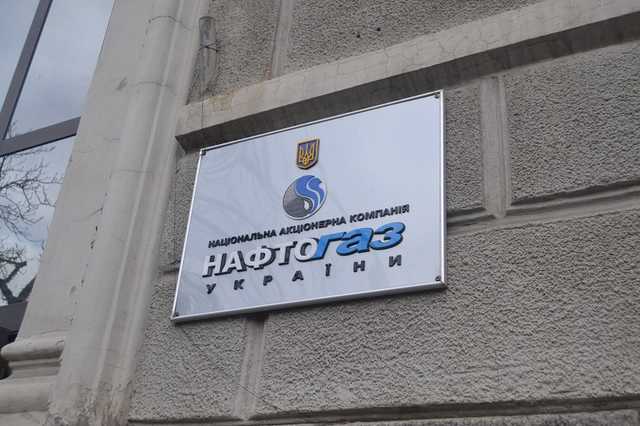 НАЦІОНАЛЬНА АКЦІОНЕРНА КОМПАНІЯ
НАФТОГАЗ
УКРАЇНИ